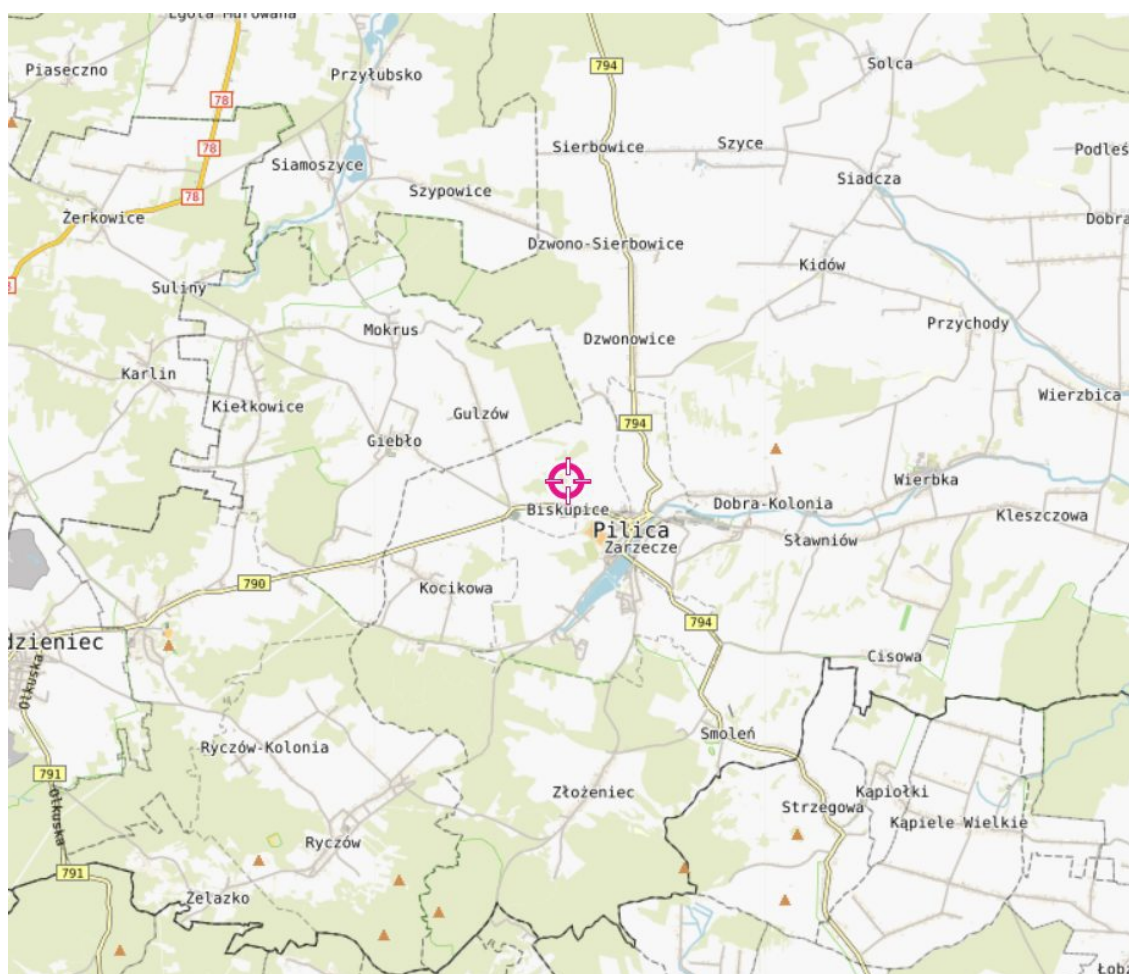 Zgota Murowana
794
Solca
Piaseczno
Przyłubsko
78
78
Sierbowice
Szyce
Siamoszyce
Siadcza
Szypowice
78
Żerkowice
Dobra
Dzwono-Sierbowice
Kidów
Suliny
Mokrus
Przychody
Dzwonowice
Karlin
Wierzbica
Kiełkowice
Gulzów
794
Giebło
Wierbka
Biskupice
Dobra-Kolonia
Kleszczowa
Pilica
Sławniów
Zarzecze
790
Kocikowa
794
dzieniec
Cisowa
Olkuska
Smoleń
Ryczów-Kolonia
791
Złożeniec
Kąpiołki
Strzegowa
Olkuska
Kąpiele Wielkie
Ryczów
791
Żelazko